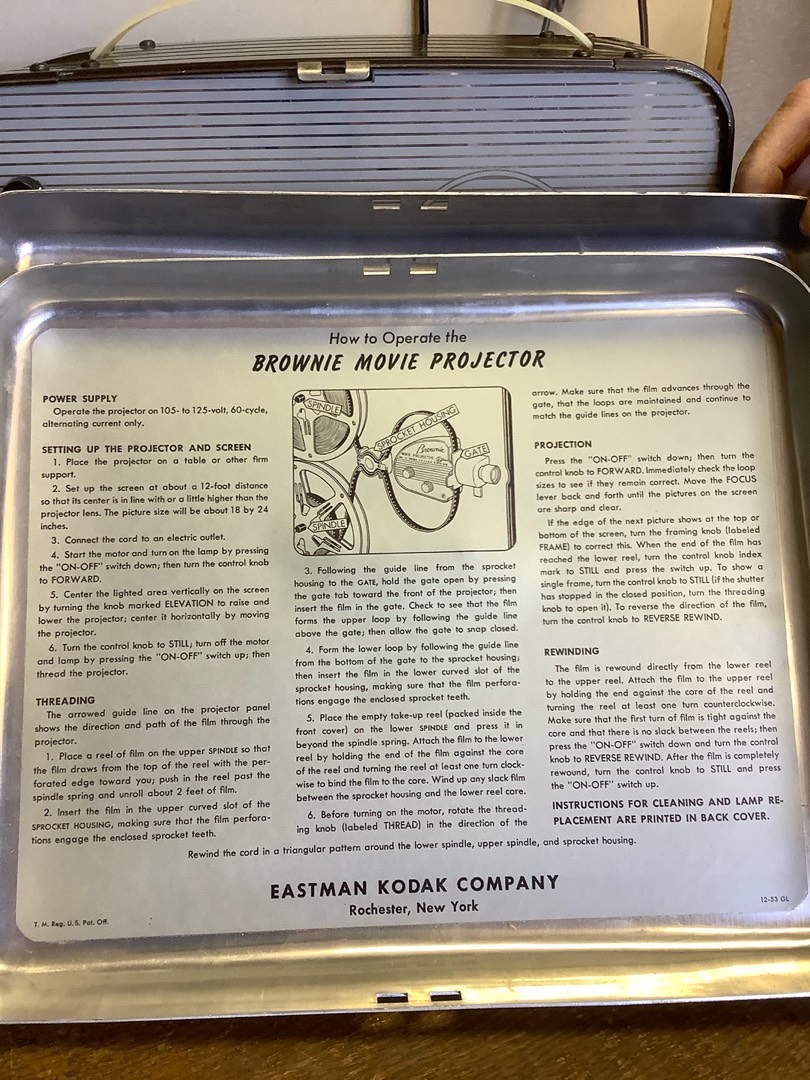 How to Operate the
BROWNIE MOVIE PROJECTOR
POWER SUPPLY
Operate the projector on 105- to 125-volt, 60-cycle,
alternating current only.
SETTING UP THE PROJECTOR AND SCREEN
1. Place the projector on a table or other firm
support.
2. Set up the screen at about a 12-foot distance
so that its center is in line with or a little higher than the
projector lens. The picture size will be about 18 by 24
inches.
3. Connect the cord to an electric outlet.
4. Start the motor and turn on the lamp by pressing
the "ON-OFF" switch down; then turn the control knob
to FORWARD.
5. Center the lighted area vertically on the screen
by turning the knob marked ELEVATION to raise and
lower the projector; center it horizontally by moving
the projector.
6. Turn the control knob to STILL; turn off the motor
and lamp by pressing the "ON-OFF" switch up; then
thread the projector.
THREADING
The arrowed guide line on the projector panel
shows the direction and path of the film through the
projector.
1. Place a reel of film on the upper SPINDLE so that
the film draws from the top of the reel with the per-
forated edge toward you; push in the reel past the
spindle spring and unroll about 2 feet of film.
2. Insert the film in the upper curved slot of the
SPROCKET HOUSING, making sure that the film perfora-
tions engage the enclosed sprocket teeth.
SPINDLE
SPROCKET HOUSING
Brownie
MOVIE PROJECTOR
GATE
SPINDLE
3. Following the guide line from the sprocket
housing to the GATE, hold the gate open by pressing
the gate tab toward the front of the projector; then
insert the film in the gate. Check to see that the film
forms the upper loop by following the guide line
above the gate; then allow the gate to snap closed.
4. Form the lower loop by following the guide line
from the bottom of the gate to the sprocket housing;
then insert the film in the lower curved slot of the
sprocket housing, making sure that the film perfora-
tions engage the enclosed sprocket teeth.
5. Place the empty take-up reel (packed inside the
front cover) on the lower SPINDLE and press it in
beyond the spindle spring. Attach the film to the lower
reel by holding the end of the film against the core
of the reel and turning the reel at least one turn clock-
wise to bind the film to the core. Wind up any slack film
between the sprocket housing and the lower reel core.
6. Before turning on the motor, rotate the thread-
ing knob (labeled THREAD) in the direction of the
arrow. Make sure that the film advances through the
gate, that the loops are maintained and continue to
match the guide lines on the projector.
PROJECTION
Press the "ON-OFF" switch down; then turn the
control knob to FORWARD. Immediately check the loop
sizes to see if they remain correct. Move the FOCUS
lever back and forth until the pictures on the screen
are sharp and clear.
If the edge of the next picture shows at the top or
bottom of the screen, turn the framing knob (labeled
FRAME) to correct this. When the end of the film has
reached the lower reel, turn the control knob index
mark to STILL and press the switch up. To show a
single frame, turn the control knob to STILL (if the shutter
has stopped in the closed position, turn the threading
knob to open it). To reverse the direction of the film,
turn the control knob to REVERSE REWIND.
REWINDING
The film is rewound directly from the lower reel
to the upper reel. Attach the film to the upper reel
by holding the end against the core of the reel and
turning the reel at least one turn counterclockwise.
Make sure that the first turn of film is tight against the
core and that there is no slack between the reels; then
press the "ON-OFF" switch down and turn the control
knob to REVERSE REWIND. After the film is completely
rewound, turn the control knob to STILL and press
the "ON-OFF" switch up.
INSTRUCTIONS FOR CLEANING AND LAMP RE-
PLACEMENT ARE PRINTED IN BACK COVER.
Rewind the cord in a triangular pattern around the lower spindle, upper spindle, and sprocket housing.
EASTMAN KODAK COMPANY
Rochester, New York
T. M. Reg. U. S. Pat. Off.
12-53 GL